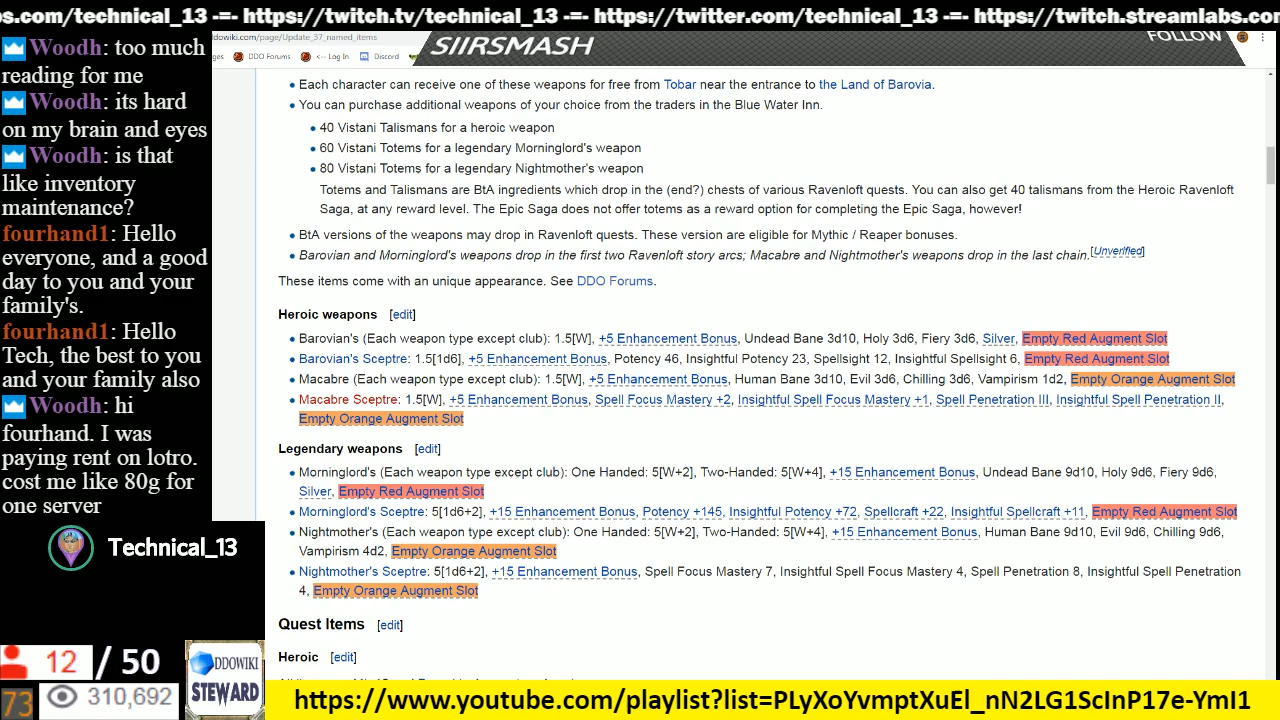 s.com/technical_13 -=- https://twitch.tv/technical_13 -=- https://twitter.com/technical_13 -=- https://twitch.streamlabs.co
Woodh: too much
reading for me
Woodh: its hard
on my brain and eyes
Woodh: is that
like inventory
maintenance?
fourhand1: Hello
everyone, and a good
day to you and your
family's.
fourhand1: Hello
Tech, the best to you
and your family also
Woodh: hi
fourhand. I was
paying rent on lotro.
cost me like 80g for
one server
Technical_13
12 / 50
73 310,692
DDOWIKI
STEWARD
ddowiki.com/page/Update_37_named_items
SIIRSMASH
FOLLOW
ges DDO Forums <-- Log In Discord
Each character can receive one of these weapons for free from Tobar near the entrance to the Land of Barovia.
You can purchase additional weapons of your choice from the traders in the Blue Water Inn.
40 Vistani Talismans for a heroic weapon
60 Vistani Totems for a legendary Morninglord's weapon
80 Vistani Totems for a legendary Nightmother's weapon
Totems and Talismans are BtA ingredients which drop in the (end?) chests of various Ravenloft quests. You can also get 40 talismans from the Heroic Ravenloft
Saga, at any reward level. The Epic Saga does not offer totems as a reward option for completing the Epic Saga, however!
BtA versions of the weapons may drop in Ravenloft quests. These version are eligible for Mythic / Reaper bonuses.
Barovian and Morninglord's weapons drop in the first two Ravenloft story arcs; Macabre and Nightmother's weapons drop in the last chain.[Unverified]
These items come with an unique appearance. See DDO Forums.
Heroic weapons [edit]
Barovian's (Each weapon type except club): 1.5[W], +5 Enhancement Bonus, Undead Bane 3d10, Holy 3d6, Fiery 3d6, Silver, Empty Red Augment Slot
Barovian's Sceptre: 1.5[1d6], +5 Enhancement Bonus, Potency 46, Insightful Potency 23, Spellsight 12, Insightful Spellsight 6, Empty Red Augment Slot
Macabre (Each weapon type except club): 1.5[W], +5 Enhancement Bonus, Human Bane 3d10, Evil 3d6, Chilling 3d6, Vampirism 1d2, Empty Orange Augment Slot
Macabre Sceptre: 1.5[W], +5 Enhancement Bonus, Spell Focus Mastery +2, Insightful Spell Focus Mastery +1, Spell Penetration III, Insightful Spell Penetration II,
Empty Orange Augment Slot
Legendary weapons [edit]
Morninglord's (Each weapon type except club): One Handed: 5[W+2], Two-Handed: 5[W+4], +15 Enhancement Bonus, Undead Bane 9d10, Holy 9d6, Fiery 9d6,
Silver, Empty Red Augment Slot
Morninglord's Sceptre: 5[1d6+2], +15 Enhancement Bonus, Potency +145, Insightful Potency +72, Spellcraft +22, Insightful Spellcraft +11, Empty Red Augment Slot
Nightmother's (Each weapon type except club): One Handed: 5[W+2], Two-Handed: 5[W+4], +15 Enhancement Bonus, Human Bane 9d10, Evil 9d6, Chilling 9d6,
Vampirism 4d2, Empty Orange Augment Slot
Nightmother's Sceptre: 5[1d6+2], +15 Enhancement Bonus, Spell Focus Mastery 7, Insightful Spell Focus Mastery 4, Spell Penetration 8, Insightful Spell Penetration
4, Empty Orange Augment Slot
Quest Items [edit]
Heroic [edit]
https://www.youtube.com/playlist?list=PLyXoYvmptXuEl_nN2LG1ScInP17e-YmI1